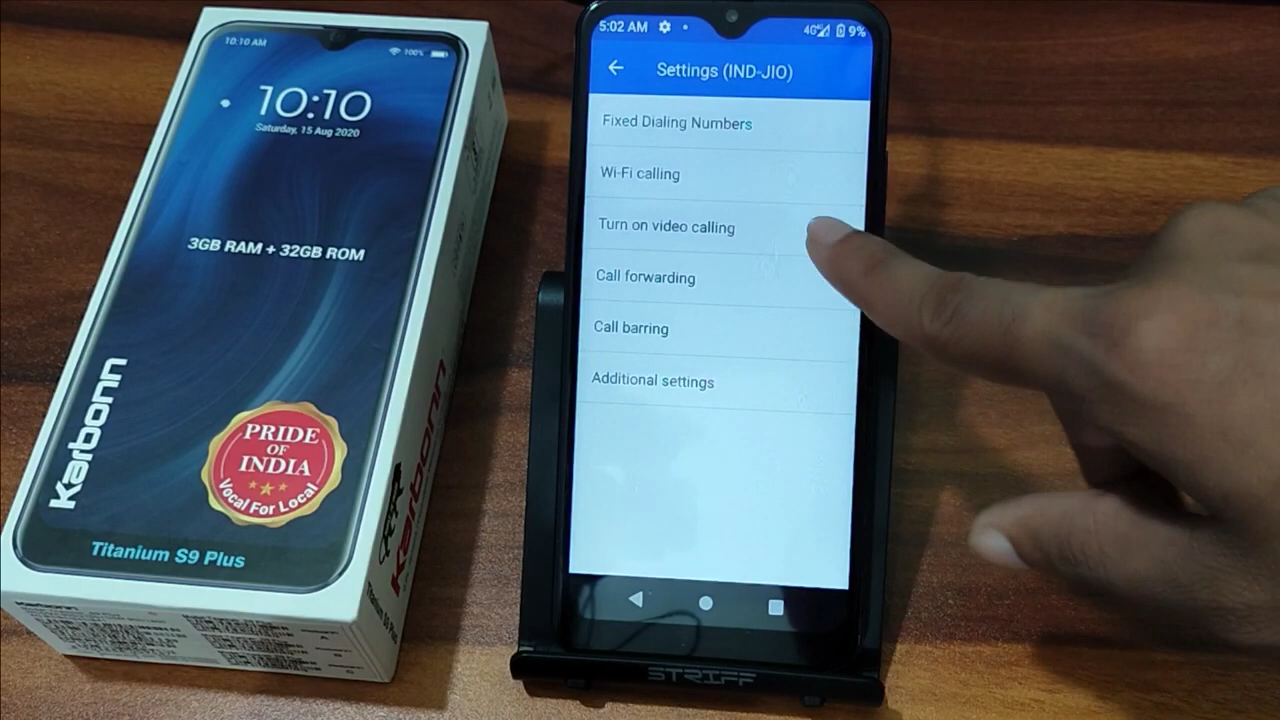 10:10 AM
100%
10:10
Saturday, 15 Aug 2020
3GB RAM + 32GB ROM
Karbonn
PRIDE
OF
INDIA
Vocal For Local
Titanium S9 Plus
Karbonn
Titanium S9 Plus
Karbonn
5:02 AM
4G
9%
Settings (IND-JIO)
Fixed Dialing Numbers
Wi-Fi calling
Turn on video calling
Call forwarding
Call barring
Additional settings
STRIFF